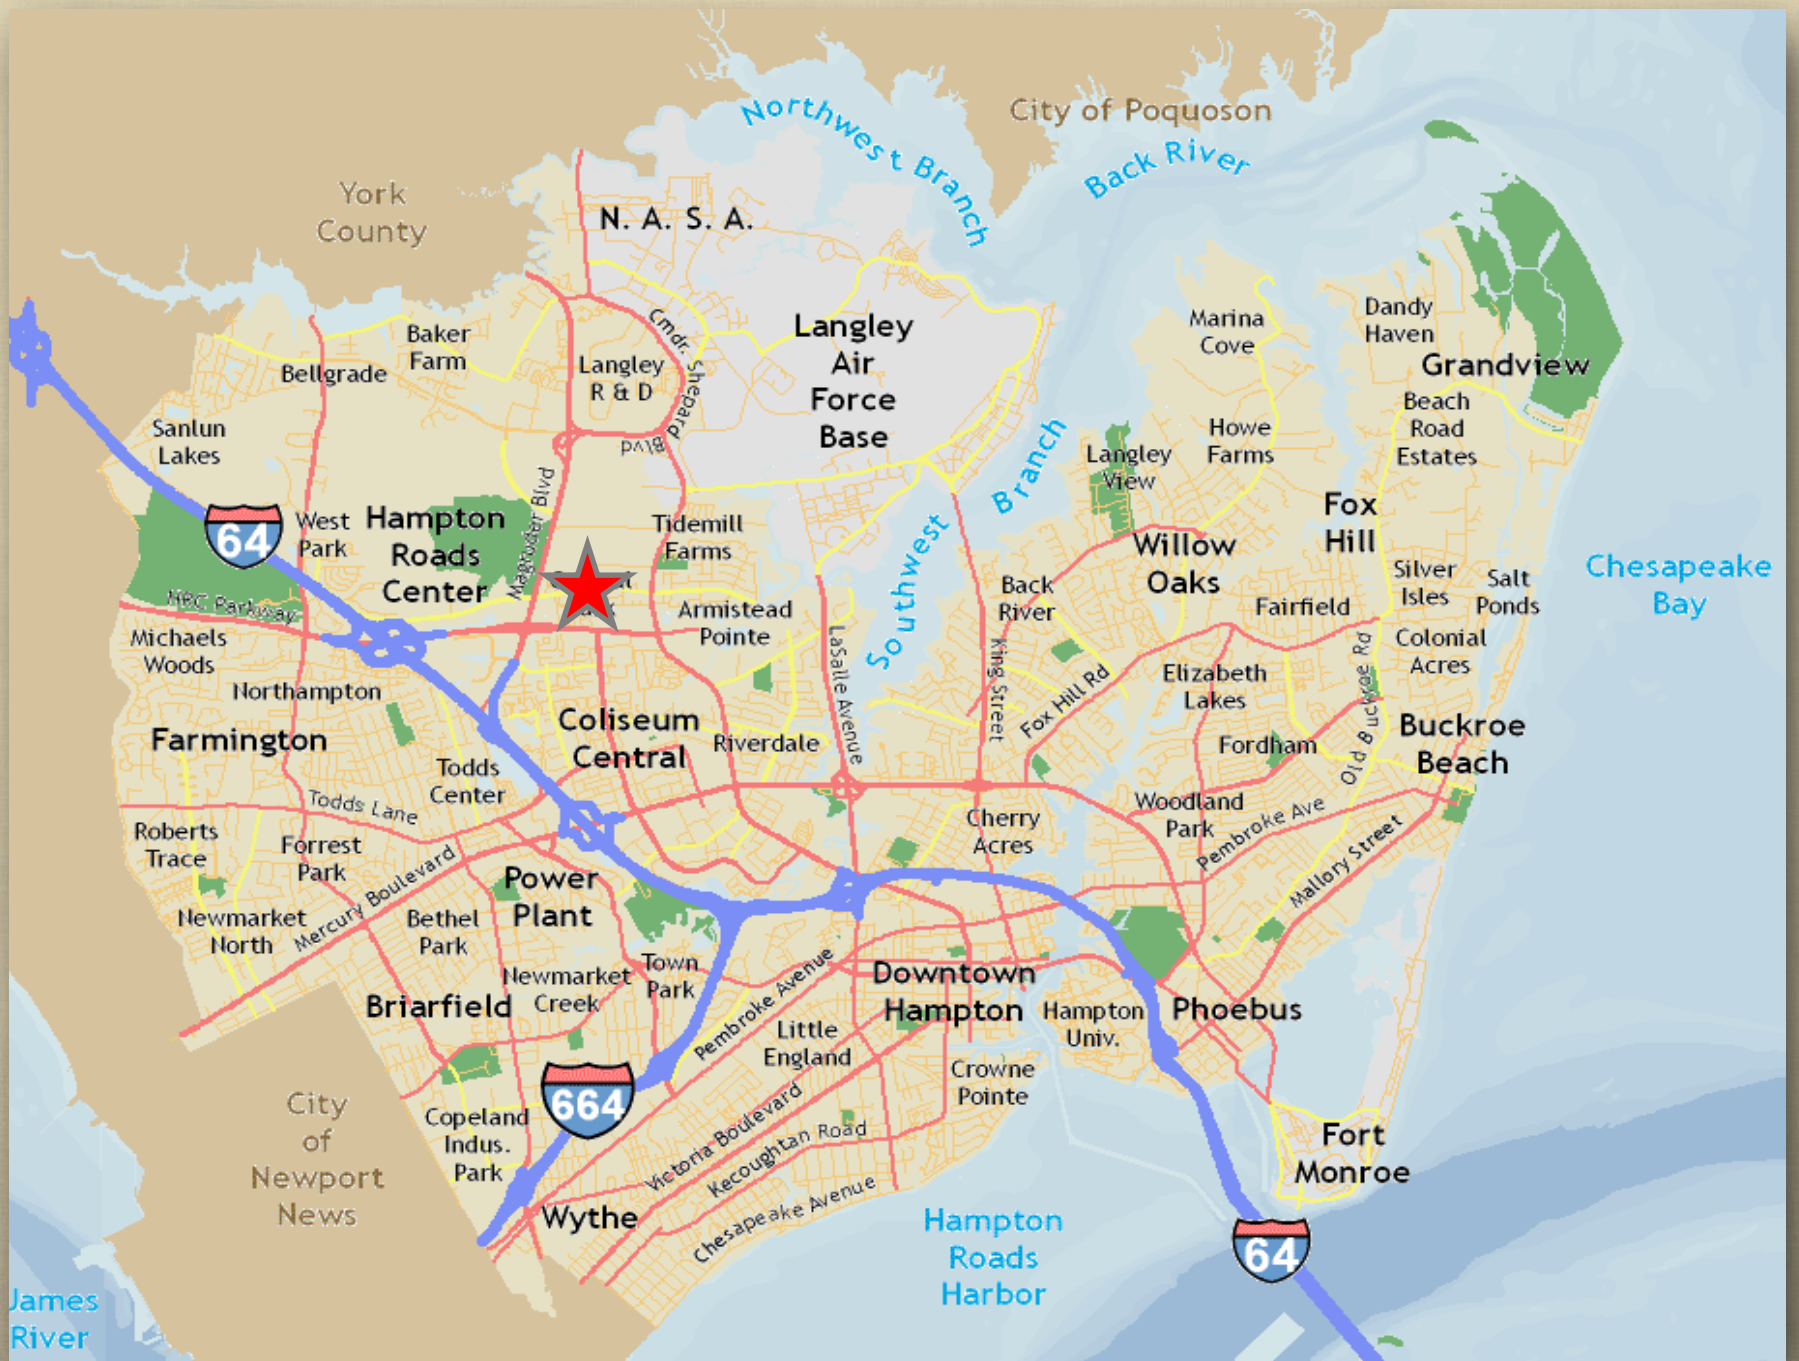 City of Poquoson
Northwest Branch
Back River
York
County
N. A. S. A.
Langley
Air
Force
Base
Marina
Cove
Dandy
Haven
Grandview
Baker
Farm
Bellgrade
Langley
R & D
Cmdr. Shepard Blvd
Beach
Road
Estates
Sanlun
Lakes
Howe
Farms
Langley
View
Southwest Branch
Magruder Blvd
64
West
Park
Hampton
Roads
Center
Tidemill
Farms
Fox
Hill
Willow
Oaks
Silver
Isles
Salt
Ponds
Chesapeake
Bay
Back
River
Fairfield
HRC Parkway
Michaels
Woods
Armistead
Pointe
Colonial
Acres
Northampton
LaSalle Avenue
King Street
Fox Hill Rd
Elizabeth
Lakes
Old Buckroe Rd
Farmington
Coliseum
Central
Riverdale
Fordham
Buckroe
Beach
Todds
Center
Todds Lane
Woodland
Park
Pembroke Ave
Cherry
Acres
Roberts
Trace
Forrest
Park
Mercury Boulevard
Mallory Street
Power
Plant
Newmarket
North
Bethel
Park
Newmarket
Creek
Town
Park
Pembroke Avenue
Downtown
Hampton
Briarfield
Hampton
Univ.
Phoebus
Little
England
Crowne
Pointe
664
City
of
Newport
News
Copeland
Indus.
Park
Victoria Boulevard
Kecoughtan Road
Chesapeake Avenue
Fort
Monroe
Wythe
Hampton
Roads
Harbor
64
James
River